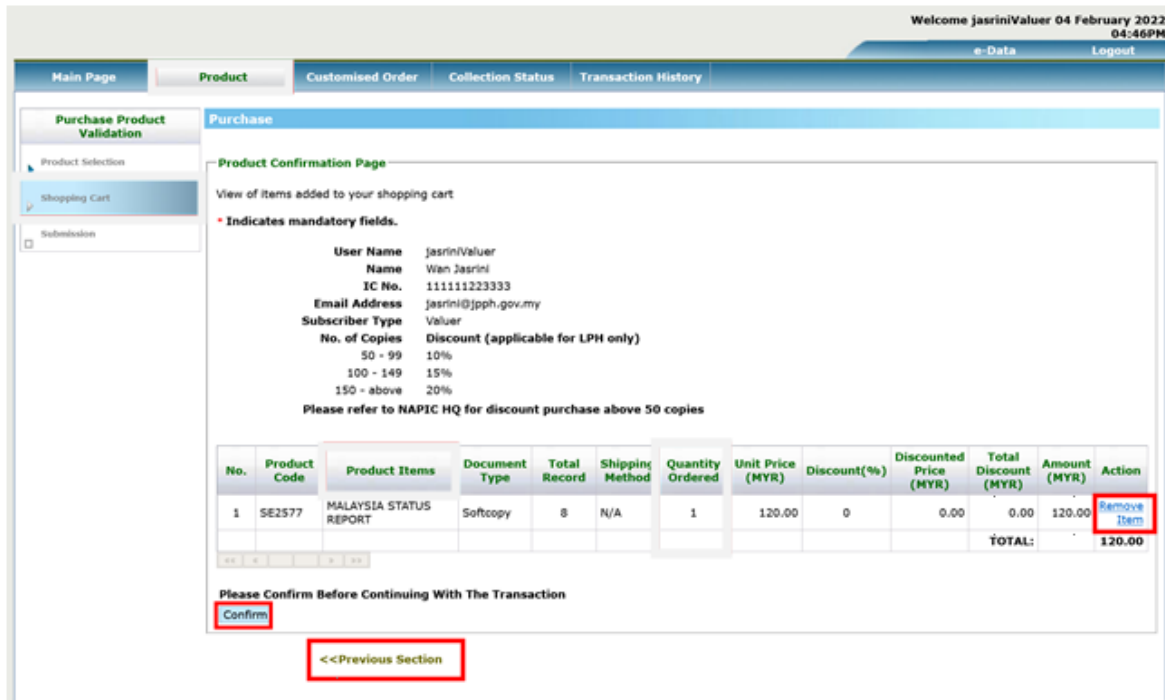 Welcome jasriniValuer 04 February 2022
04:46PM
e-Data Logout
Main Page Product Customised Order Collection Status Transaction History
Purchase Product
Validation
Product Selection
Shopping Cart
Submission
Purchase
Product Confirmation Page
View of items added to your shopping cart
* Indicates mandatory fields.
User Name jasriniValuer
Name Wan Jasrini
IC No. 111111223333
Email Address jasrini@jpph.gov.my
Subscriber Type Valuer
No. of Copies Discount (applicable for LPH only)
50 - 99 10%
100 - 149 15%
150 - above 20%
Please refer to NAPIC HQ for discount purchase above 50 copies
No. Product Code Product Items Document Type Total Record Shipping Method Quantity Ordered Unit Price (MYR) Discount(%) Discounted Price (MYR) Total Discount (MYR) Amount (MYR) Action
1 SE2577 MALAYSIA STATUS REPORT Softcopy 8 N/A 1 120.00 0 0.00 0.00 120.00 Remove Item
TOTAL: 120.00
<< < > >>
Please Confirm Before Continuing With The Transaction
Confirm
<<Previous Section